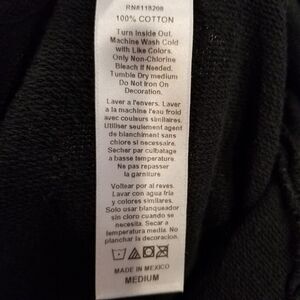 RN#118208
100% COTTON
Turn Inside Out.
Machine Wash Cold
with Like Colors.
Only Non-Chlorine
Bleach If Needed.
Tumble Dry medium
Do Not Iron On
Decoration.
Laver a l'envers. Laver
a la machine l'eau froid
avec couleurs similaires.
Utiliser seulement agent
de blanchiment sans
chlore si necessaire.
Secher par culbatage
a basse temperature.
Ne pas repasser
la garniture
Voltear por al reves.
Lavar con agua fria
y colores similares.
Solo usar blanqueador
sin cloro cuando se
necesita. Secar a
temperatura media. No
planchar la decoracion.
MADE IN MEXICO
MEDIUM